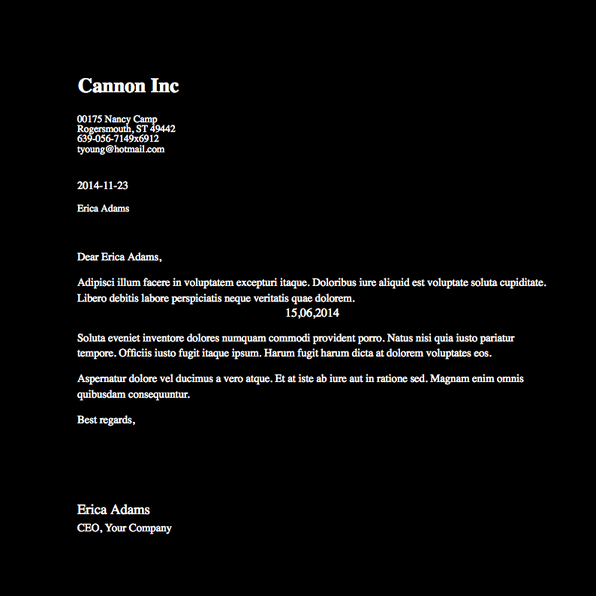 Cannon Inc
00175 Nancy Camp
Rogersmouth, ST 49442
639-056-7149x6912
tyoung@hotmail.com
2014-11-23
Erica Adams
Dear Erica Adams,
Adipisci illum facere in voluptatem excepturi itaque. Doloribus iure aliquid est voluptate soluta cupiditate.
Libero debitis labore perspiciatis neque veritatis quae dolorem.
15,06,2014
Soluta eveniet inventore dolores numquam commodi provident porro. Natus nisi quia iusto pariatur
tempore. Officiis iusto fugit itaque ipsum. Harum fugit harum dicta at dolorem voluptates eos.
Aspernatur dolore vel ducimus a vero atque. Et at iste ab iure aut in ratione sed. Magnam enim omnis
quibusdam consequuntur.
Best regards,
Erica Adams
CEO, Your Company